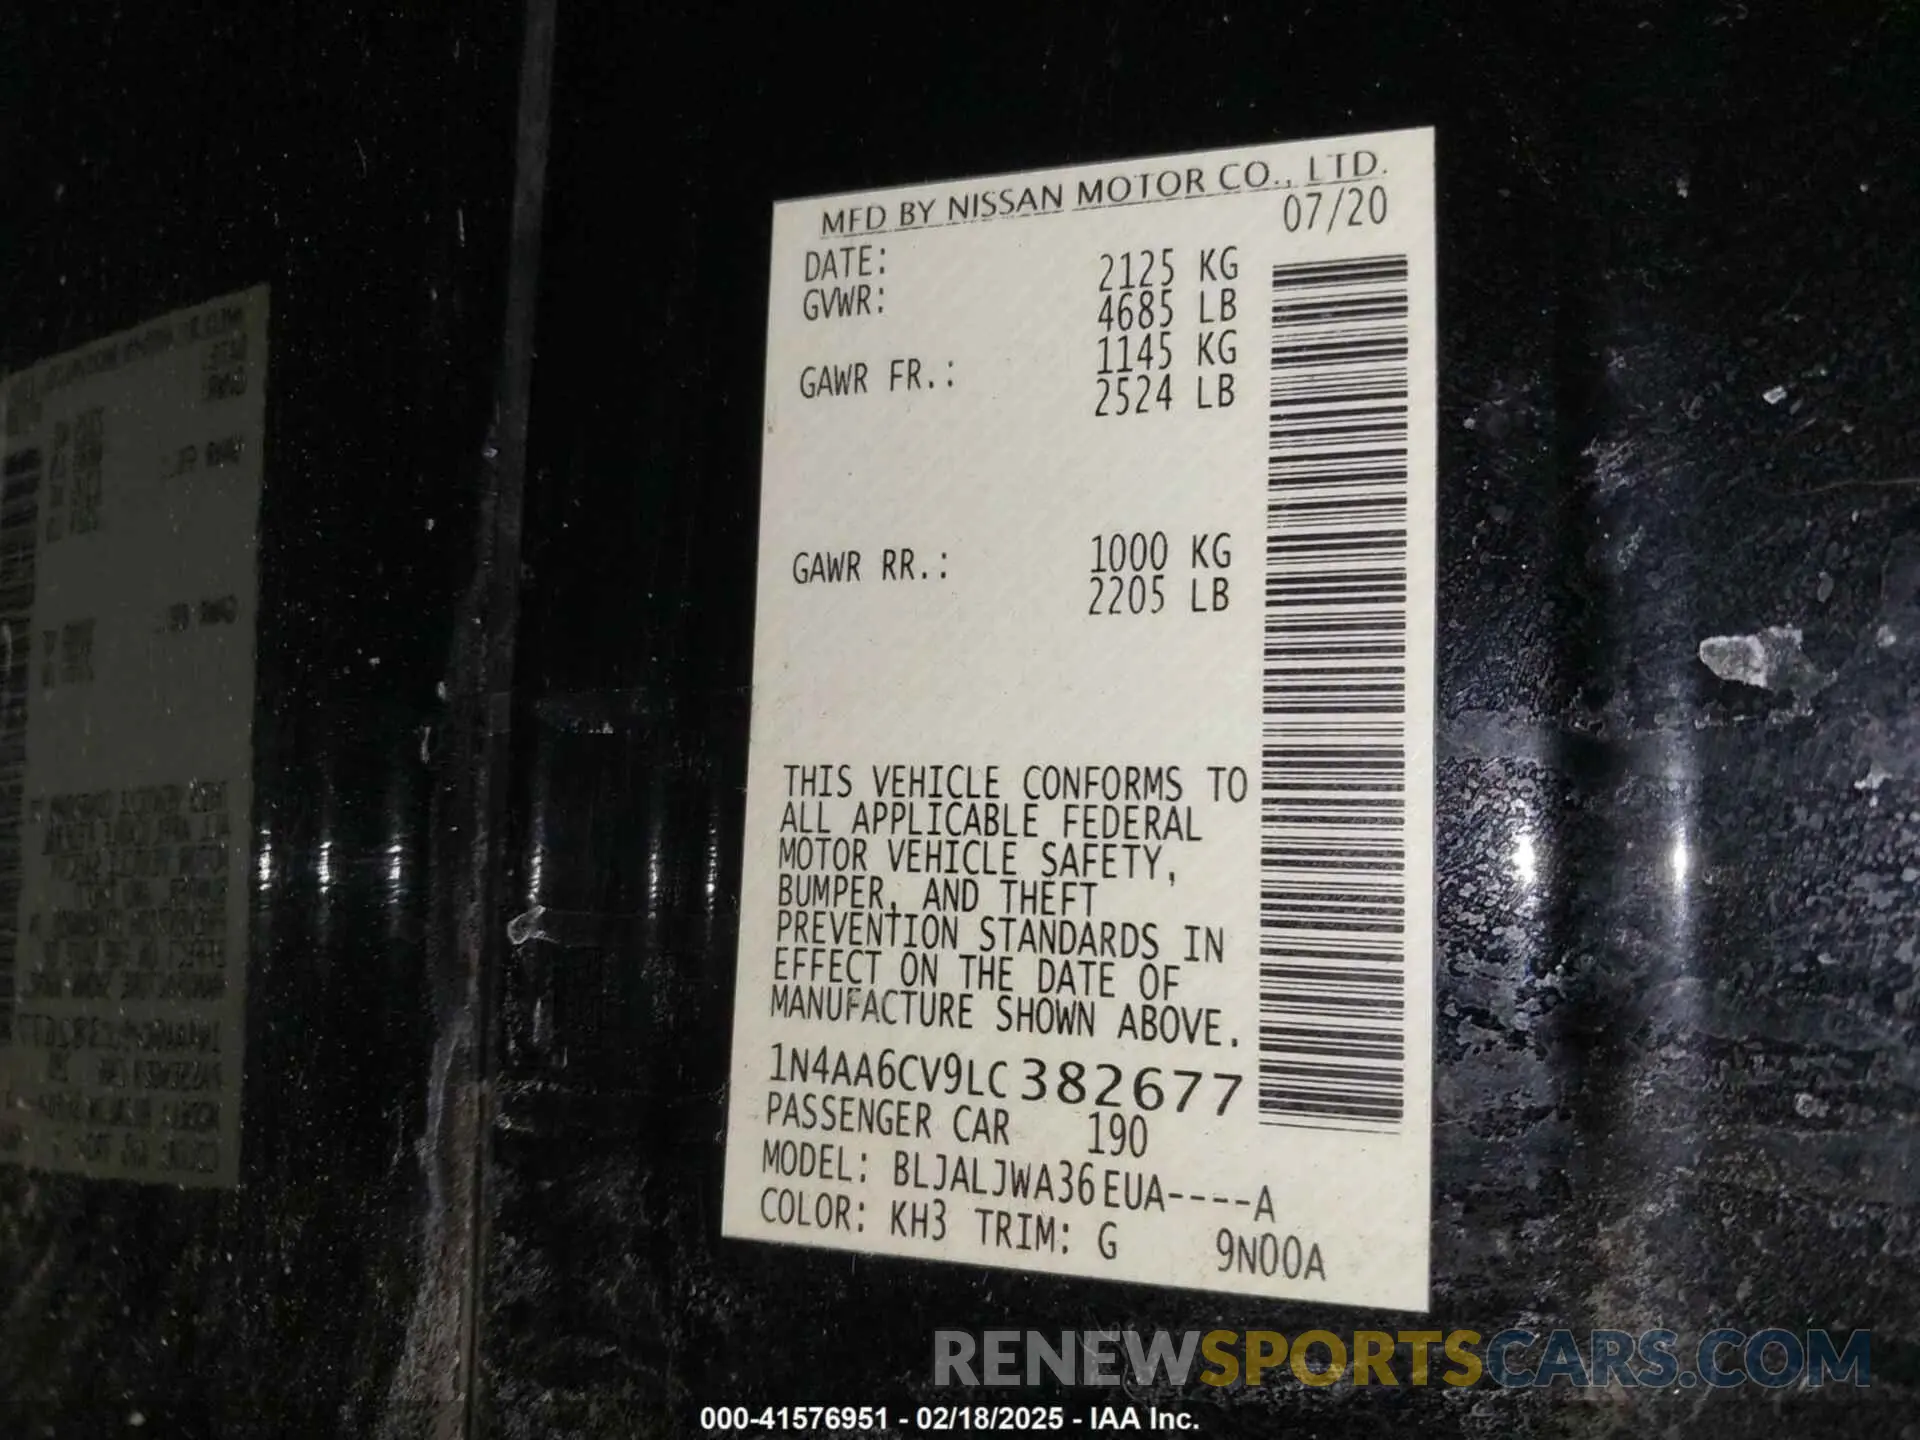 MFD BY NISSAN MOTOR CO., LTD.
DATE: 07/20
GVWR: 2125 KG
4685 LB
GAWR FR.: 1145 KG
2524 LB
GAWR RR.: 1000 KG
2205 LB
THIS VEHICLE CONFORMS TO
ALL APPLICABLE FEDERAL
MOTOR VEHICLE SAFETY,
BUMPER, AND THEFT
PREVENTION STANDARDS IN
EFFECT ON THE DATE OF
MANUFACTURE SHOWN ABOVE.
1N4AA6CV9LC382677
PASSENGER CAR 190
MODEL: BLJALJWA36EUA----A
COLOR: KH3 TRIM: G 9N00A
RENEWSPORTSCARS.COM
000-41576951 - 02/18/2025 - IAA Inc.